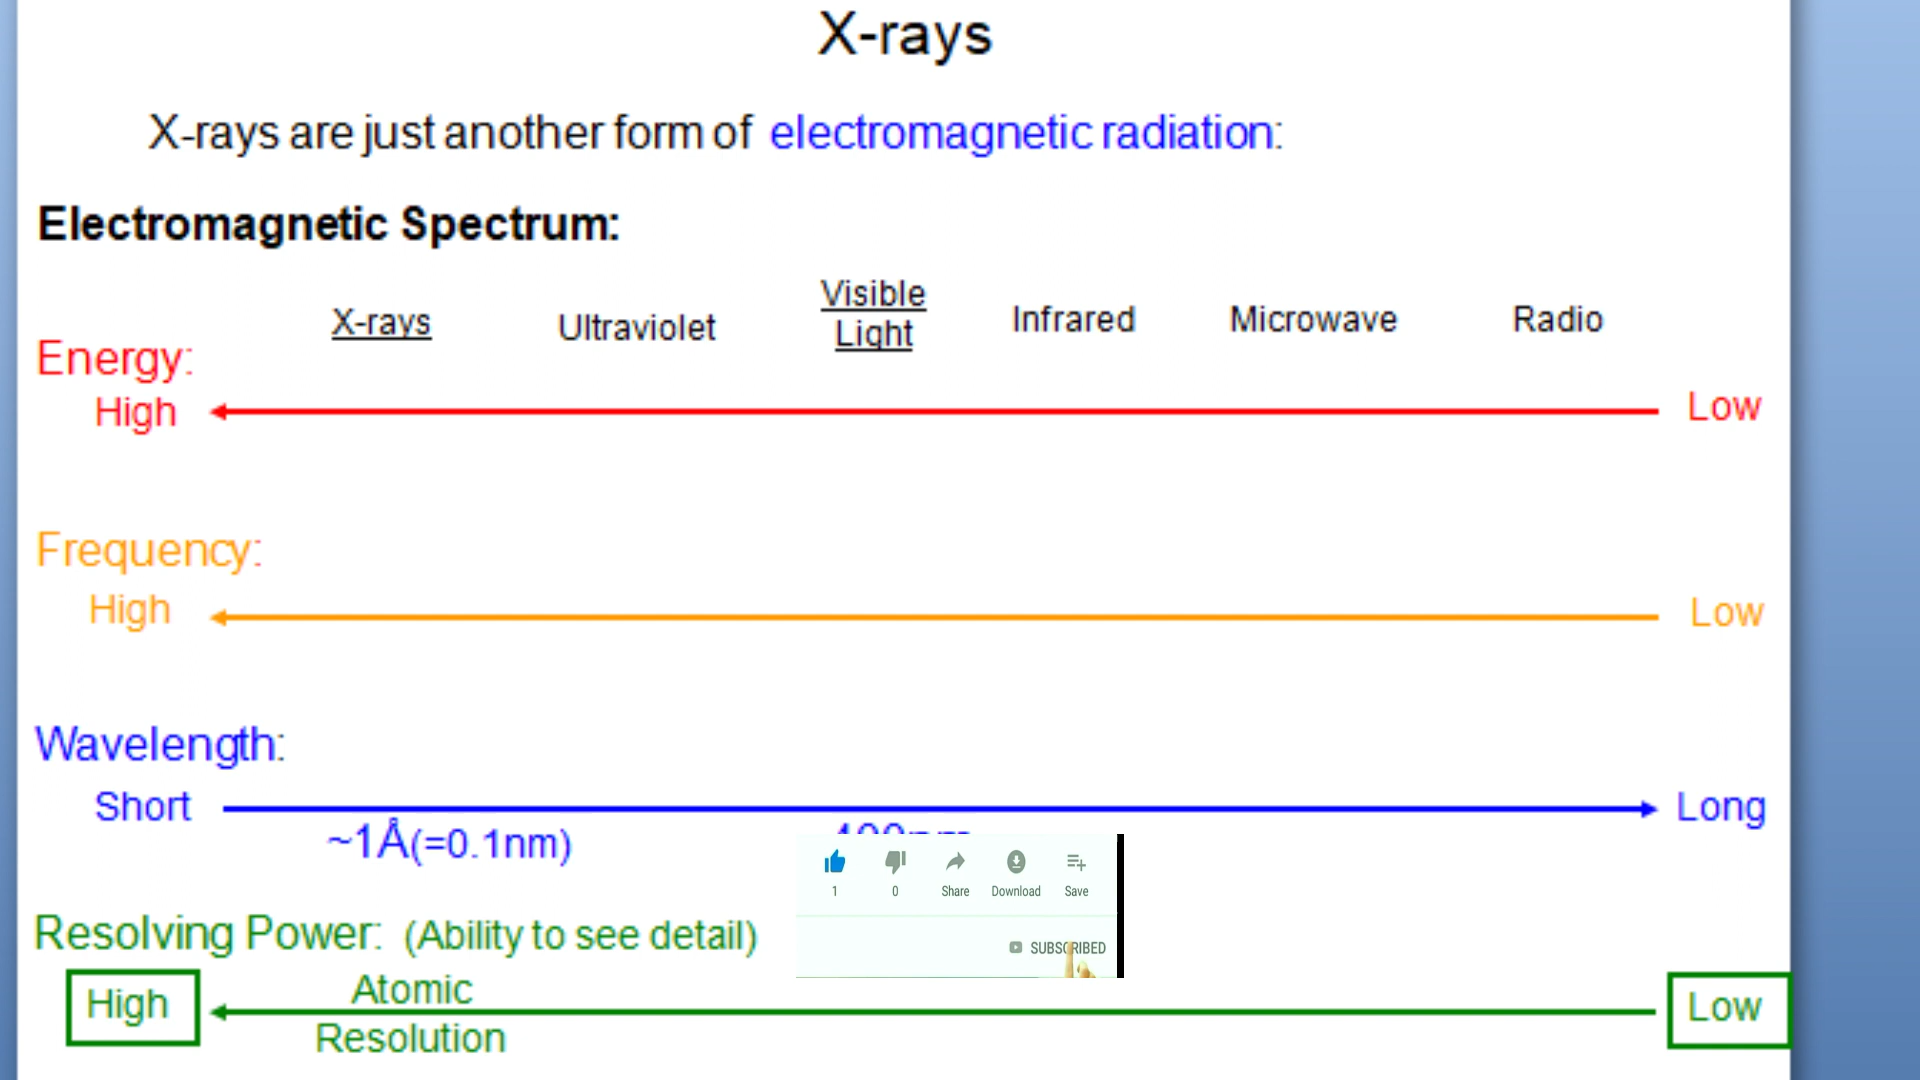 X-rays
X-rays are just another form of electromagnetic radiation:
Electromagnetic Spectrum:
X-rays Ultraviolet Visible Light Infrared Microwave Radio
Energy:
High Low
Frequency:
High Low
Wavelength:
Short Long
~1Å(=0.1nm)
1 0 Share Download Save
SUBSCRIBED
Resolving Power: (Ability to see detail)
High Atomic Resolution Low